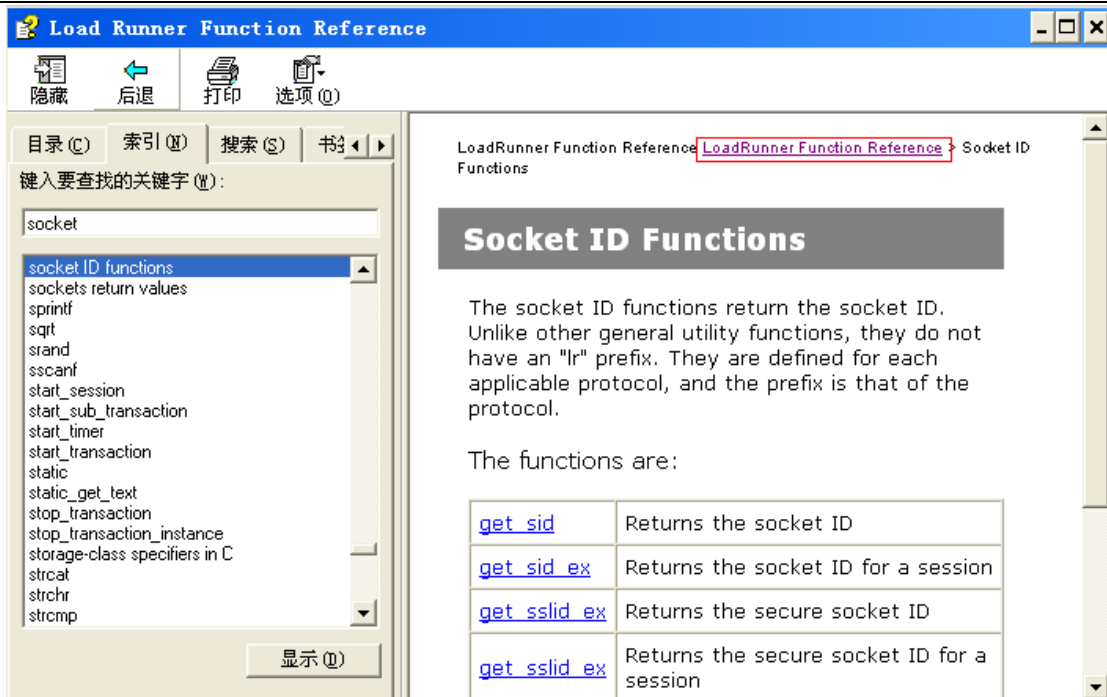 Load Runner Function Reference
隐藏
后退
打印
选项(O)
目录(C)
索引(N)
搜索(S)
键入要查找的关键字(W):
socket
socket ID functions
sockets return values
sprintf
sqrt
srand
sscanf
start_session
start_sub_transaction
start_timer
start_transaction
static
static_get_text
stop_transaction
stop_transaction_instance
storage-class specifiers in C
strcat
strchr
strcmp
显示(D)
LoadRunner Function Reference LoadRunner Function Reference > Socket ID
Functions
Socket ID Functions
The socket ID functions return the socket ID.
Unlike other general utility functions, they do not
have an "lr" prefix. They are defined for each
applicable protocol, and the prefix is that of the
protocol.
The functions are:
get_sid Returns the socket ID
get_sid_ex Returns the socket ID for a session
get_sslid_ex Returns the secure socket ID
get_sslid_ex Returns the secure socket ID for a
session